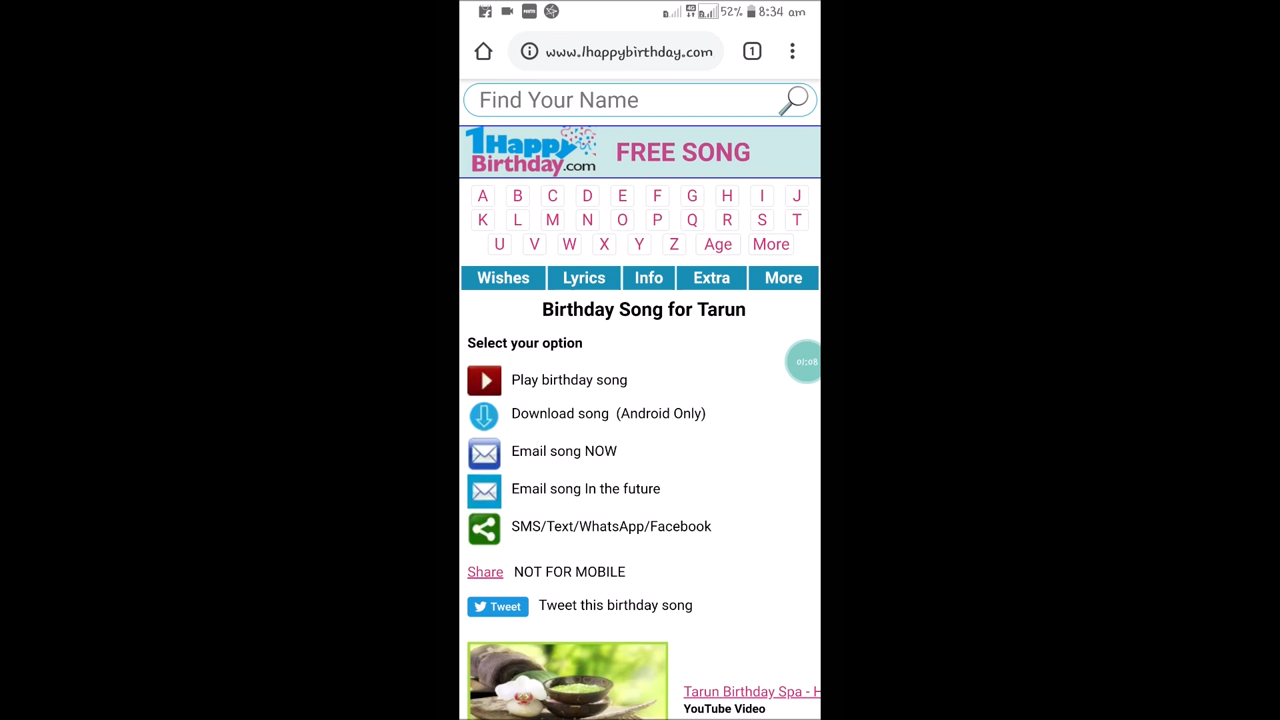 52% 8:34 am
1
www.1happybirthday.com
Find Your Name
1Happy Birthday.com
FREE SONG
A B C D E F G H I J
K L M N O P Q R S T
U V W X Y Z Age More
Wishes Lyrics Info Extra More
Birthday Song for Tarun
Select your option
Play birthday song
01:08
Download song (Android Only)
Email song NOW
Email song In the future
SMS/Text/WhatsApp/Facebook
Share NOT FOR MOBILE
Tweet Tweet this birthday song
Tarun Birthday Spa - H
YouTube Video